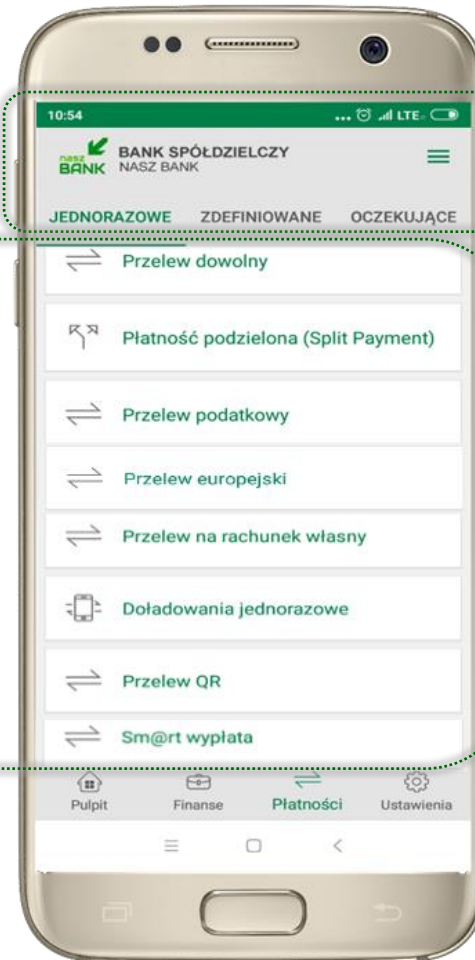 10:54 ... LTE
nasz BANK BANK SPÓŁDZIELCZY
NASZ BANK
JEDNORAZOWE ZDEFINIOWANE OCZEKUJĄCE
Przelew dowolny
Płatność podzielona (Split Payment)
Przelew podatkowy
Przelew europejski
Przelew na rachunek własny
Doładowania jednorazowe
Przelew QR
Sm@rt wypłata
Pulpit Finanse Płatności Ustawienia